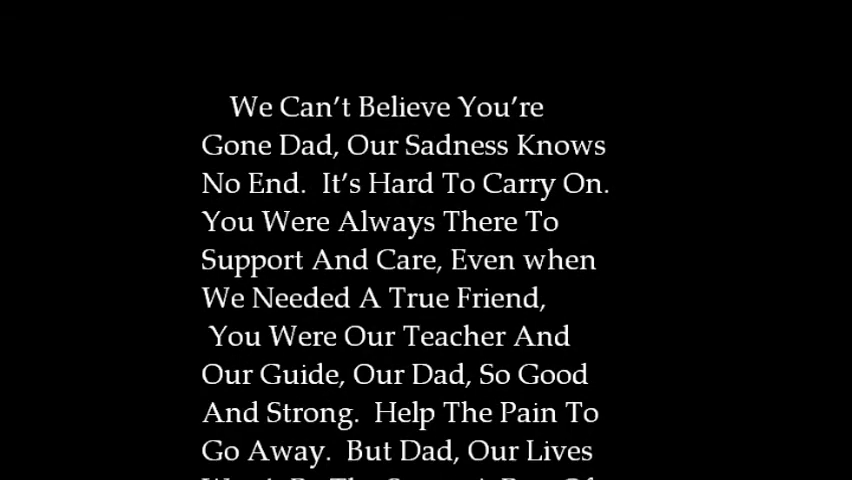 We Can’t Believe You’re
Gone Dad, Our Sadness Knows
No End.  It’s Hard To Carry On.
You Were Always There To
Support And Care, Even when
We Needed A True Friend,
You Were Our Teacher And
Our Guide, Our Dad, So Good
And Strong.  Help The Pain To
Go Away.  But Dad, Our Lives